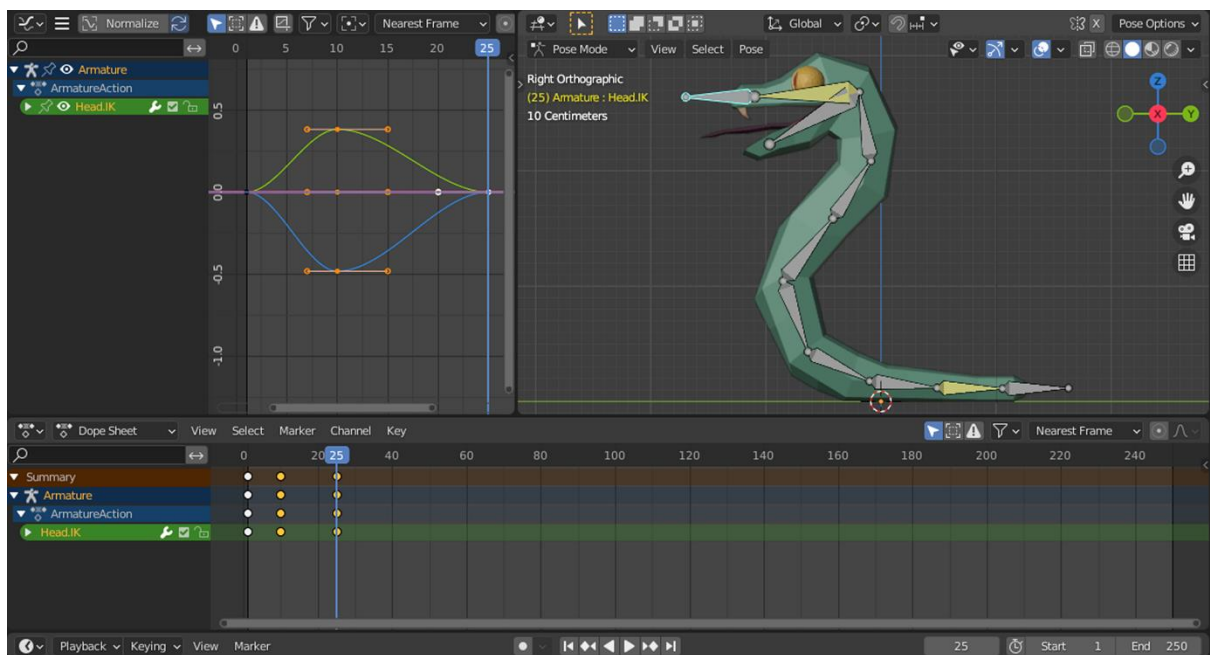 Normalize Nearest Frame
0 5 10 15 20 25
Armature
ArmatureAction
Head.IK
0.5
0.0
-0.5
-1.0
Global X Pose Options
Pose Mode View Select Pose
Right Orthographic
(25) Armature : Head.IK
10 Centimeters
Z
X
Y
Dope Sheet View Select Marker Channel Key Nearest Frame
0 20 25 40 60 80 100 120 140 160 180 200 220 240
Summary
Armature
ArmatureAction
Head.IK
Playback Keying View Marker 25 Start 1 End 250